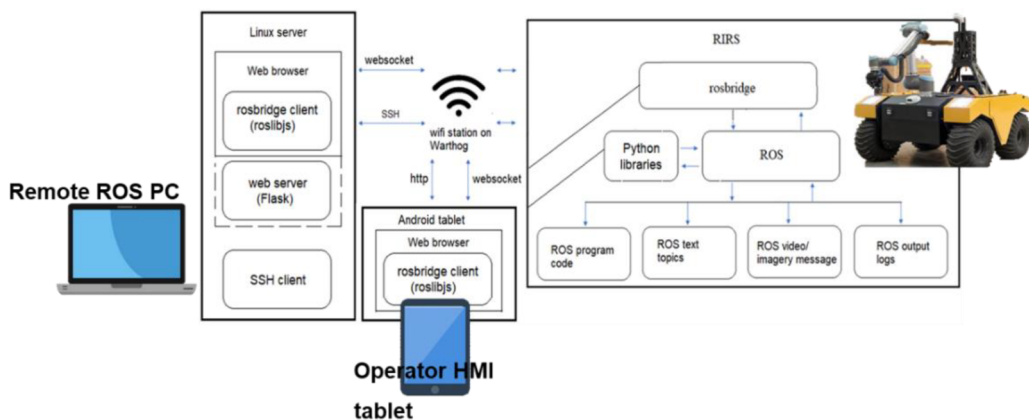 Remote ROS PC
Linux server
Web browser
rosbridge client
(roslibjs)
web server
(Flask)
SSH client
websocket
SSH
wifi station on
Warthog
http
websocket
Android tablet
Web browser
rosbridge client
(roslibjs)
Operator HMI
tablet
RIRS
rosbridge
Python
libraries
ROS
ROS program
code
ROS text
topics
ROS video/
imagery message
ROS output
logs